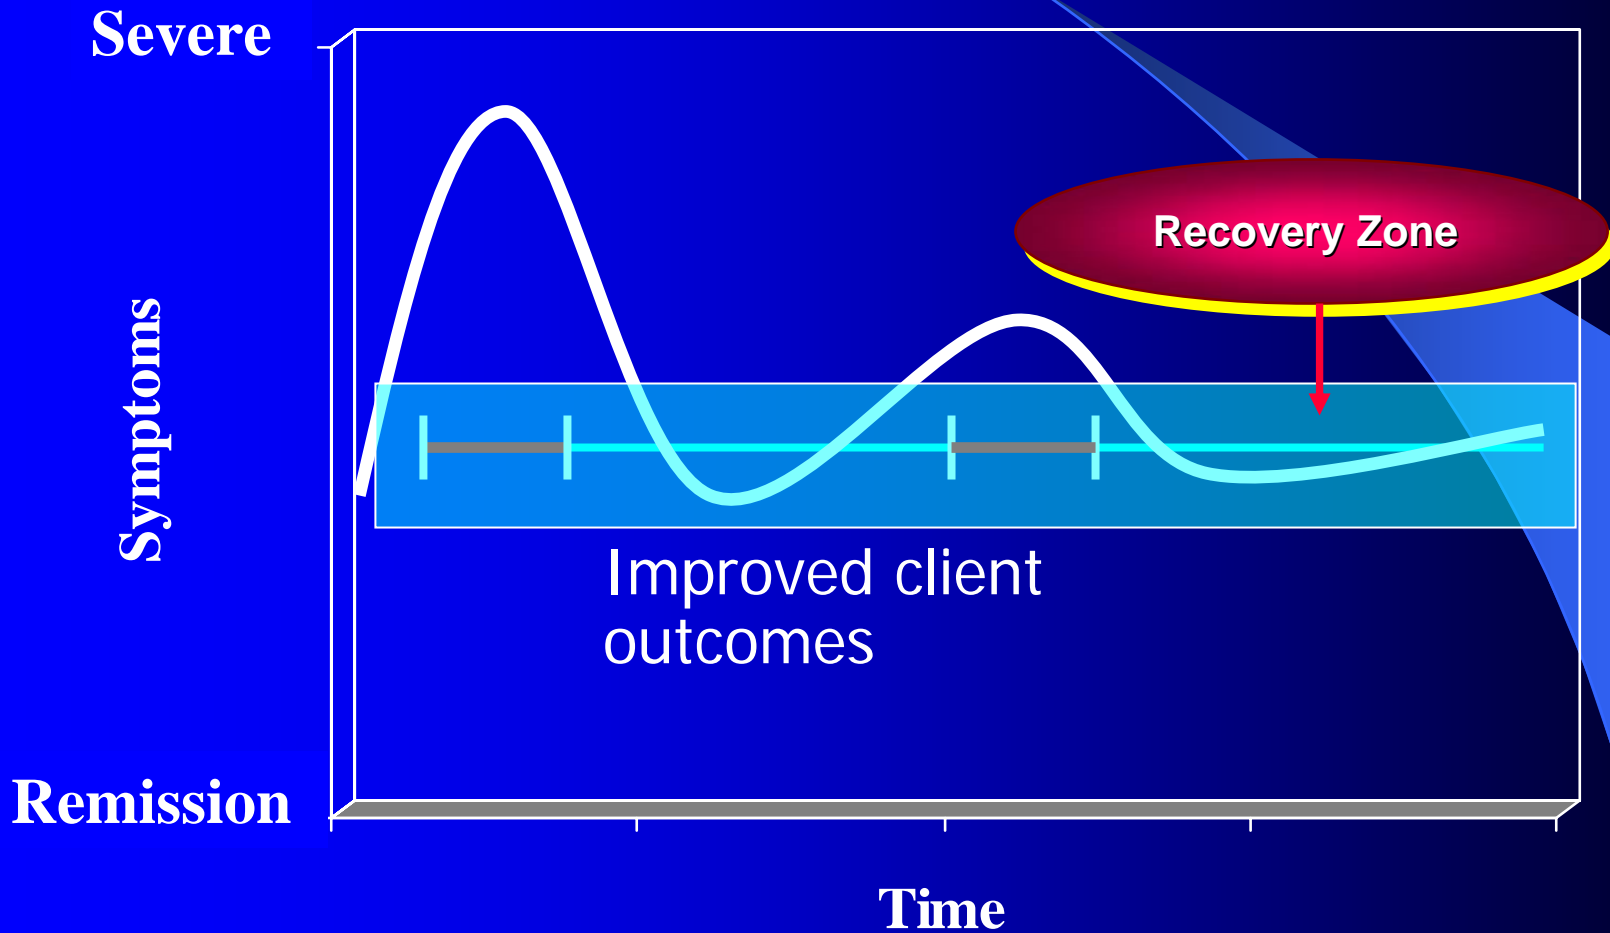 Severe
Recovery Zone
Symptoms
Improved client
outcomes
Remission
Time